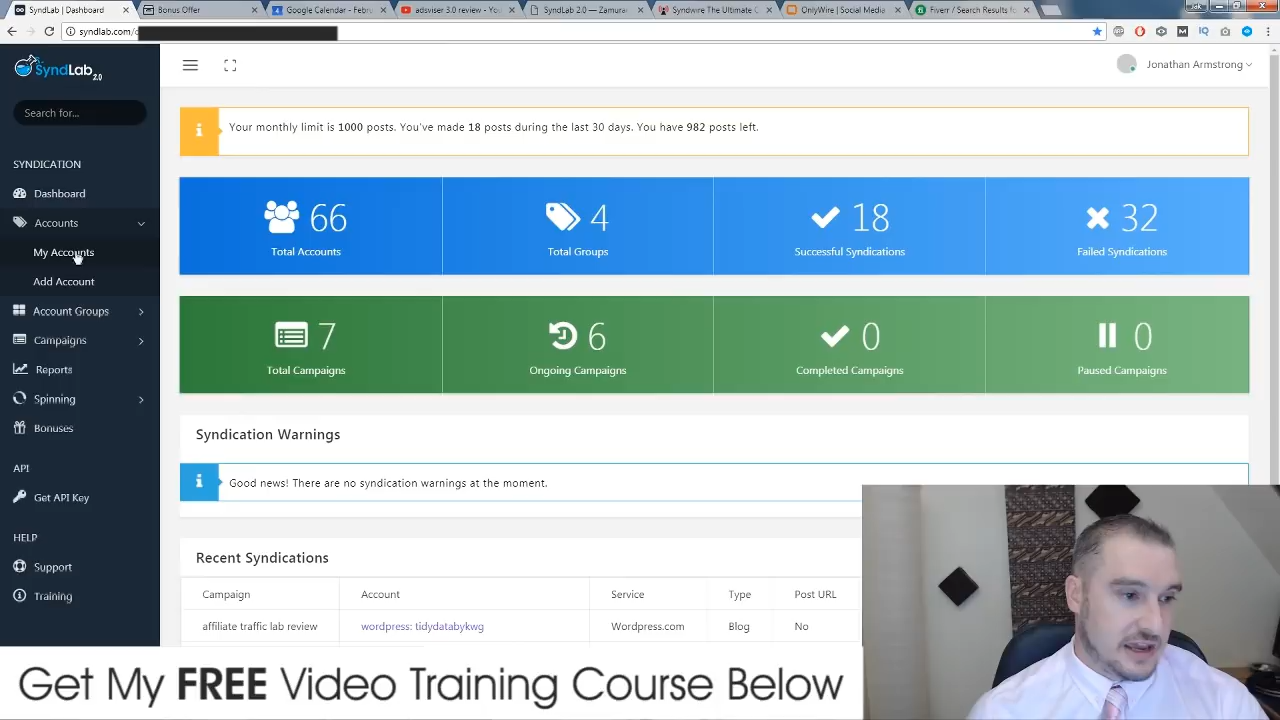 SyndLab | Dashboard
Bonus Offer
Google Calendar - Febru
adsviser 3.0 review - You
SyndLab 2.0 — Zamura
Syndwire The Ultimate C
OnlyWire | Social Media
Fiverr / Search Results fo
Jak
syndlab.com/
SyndLab 2.0
Jonathan Armstrong
Search for...
Your monthly limit is 1000 posts. You've made 18 posts during the last 30 days. You have 982 posts left.
SYNDICATION
Dashboard
Accounts
My Accounts
Add Account
Account Groups
Campaigns
Reports
Spinning
Bonuses
API
Get API Key
HELP
Support
Training
66
Total Accounts
4
Total Groups
18
Successful Syndications
32
Failed Syndications
7
Total Campaigns
6
Ongoing Campaigns
0
Completed Campaigns
0
Paused Campaigns
Syndication Warnings
Good news! There are no syndication warnings at the moment.
Recent Syndications
Campaign Account Service Type Post URL
affiliate traffic lab review wordpress: tidydatabykwg Wordpress.com Blog No
Get My FREE Video Training Course Below